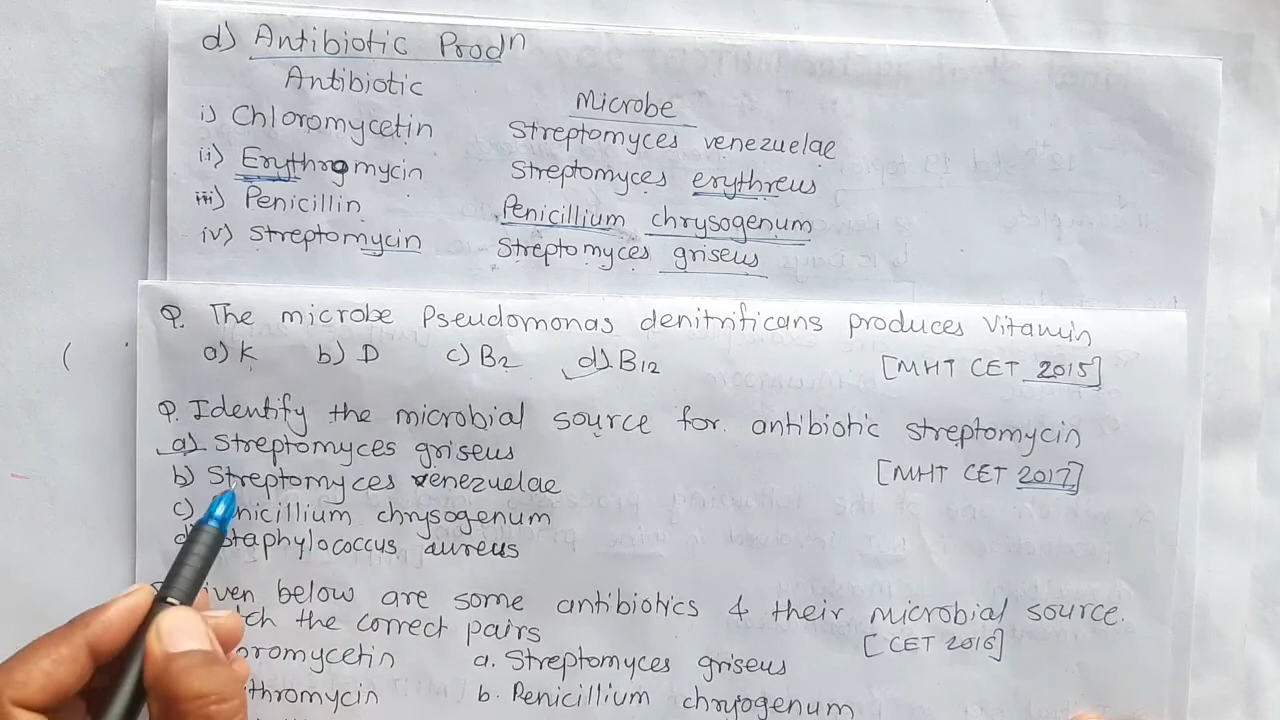 d) Antibiotic Prodⁿ
Antibiotic Microbe
i) Chloromycetin Streptomyces venezuelae
ii) Erythromycin Streptomyces erythreus
iii) Penicillin Penicillium chrysogenum
iv) Streptomycin Streptomyces griseus
Q. The microbe Pseudomonas denitrificans produces Vitamin
a) K b) D c) B2 d) B12 [MHT CET 2015]
Q. Identify the microbial source for antibiotic streptomycin
a) Streptomyces griseus
b) Streptomyces venezuelae [MHT CET 2017]
c) nicillium chrysogenum
d) staphylococcus aureus
iven below are some antibiotics & their microbial source.
the correct pairs [CET 2016]
oromycetin a. Streptomyces griseus
thromycin b. Penicillium chrysogenum